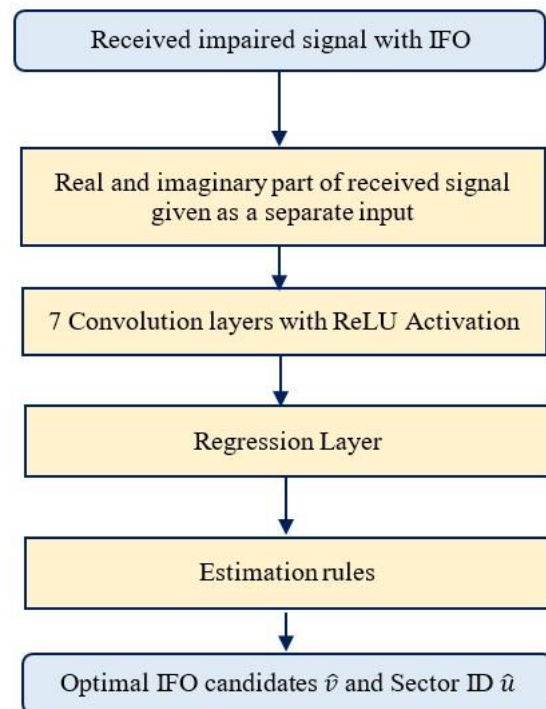 Received impaired signal with IFO
Real and imaginary part of received signal
given as a separate input
7 Convolution layers with ReLU Activation
Regression Layer
Estimation rules
Optimal IFO candidates v̂ and Sector ID û